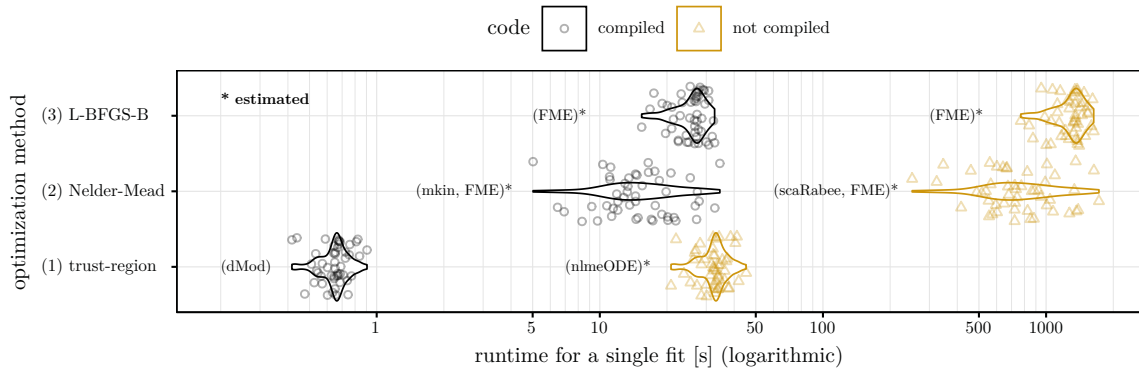 code compiled not compiled
* estimated
optimization method
(3) L-BFGS-B
(FME)*
(FME)*
(2) Nelder-Mead
(mkin, FME)*
(scaRabee, FME)*
(1) trust-region
(dMod)
(nlmeODE)*
1 5 10 50 100 500 1000
runtime for a single fit [s] (logarithmic)